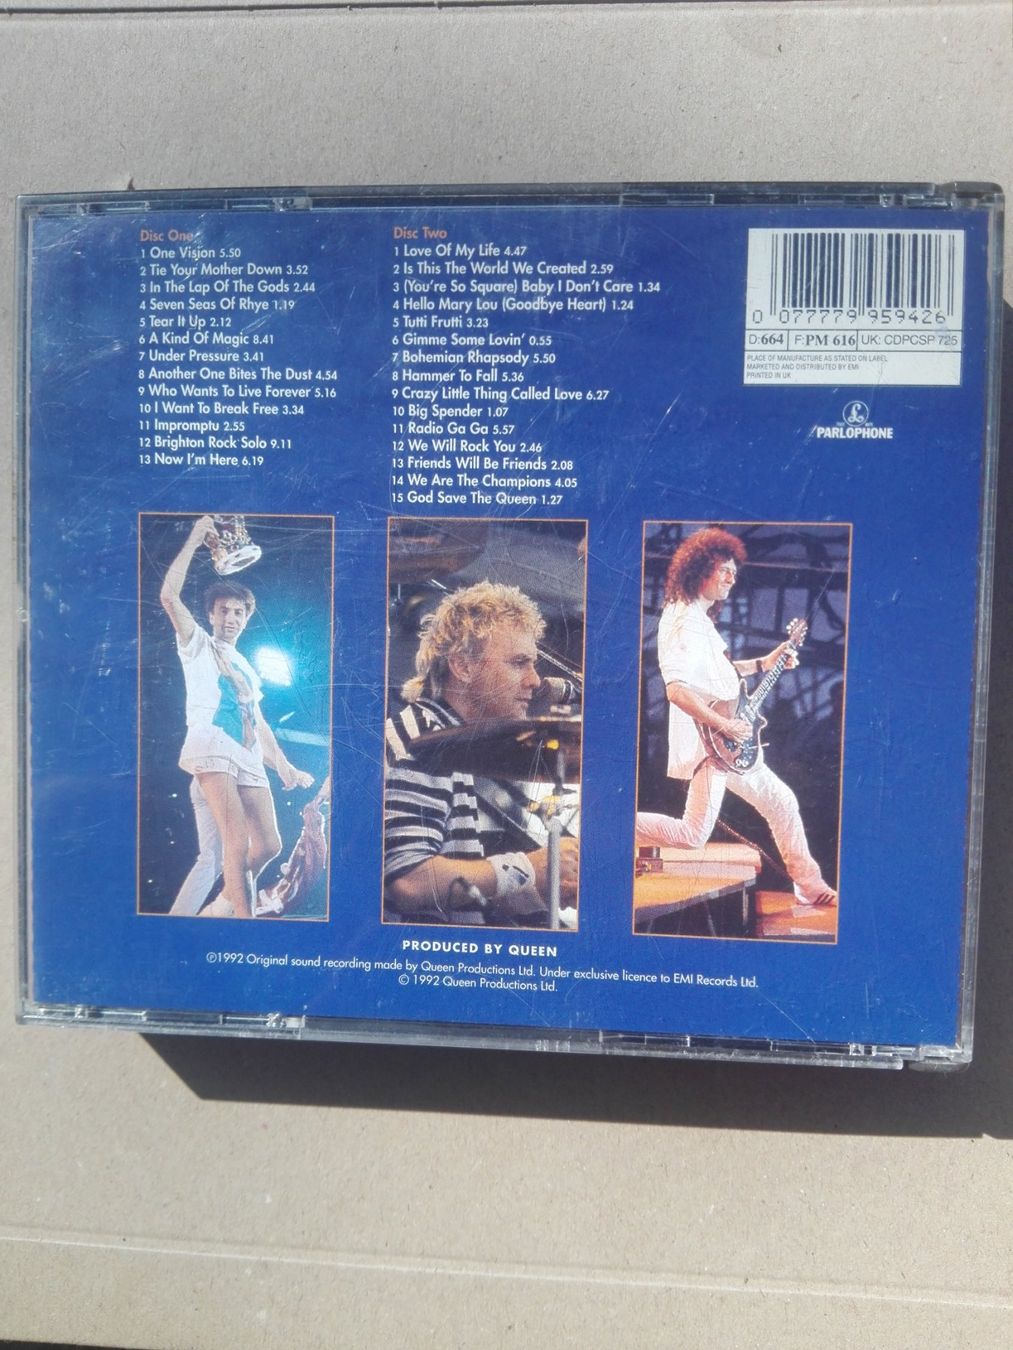 Disc One
1 One Vision 5.50
2 Tie Your Mother Down 3.52
3 In The Lap Of The Gods 2.44
4 Seven Seas Of Rhye 1.19
5 Tear It Up 2.12
6 A Kind Of Magic 8.41
7 Under Pressure 3.41
8 Another One Bites The Dust 4.54
9 Who Wants To Live Forever 5.16
10 I Want To Break Free 3.34
11 Impromptu 2.55
12 Brighton Rock Solo 9.11
13 Now I'm Here 6.19
Disc Two
1 Love Of My Life 4.47
2 Is This The World We Created 2.59
3 (You're So Square) Baby I Don't Care 1.34
4 Hello Mary Lou (Goodbye Heart) 1.24
5 Tutti Frutti 3.23
6 Gimme Some Lovin' 0.55
7 Bohemian Rhapsody 5.50
8 Hammer To Fall 5.36
9 Crazy Little Thing Called Love 6.27
10 Big Spender 1.07
11 Radio Ga Ga 5.57
12 We Will Rock You 2.46
13 Friends Will Be Friends 2.08
14 We Are The Champions 4.05
15 God Save The Queen 1.27
0 077779 959426
D:664 F:PM 616 UK: CDPCSP 725
PLACE OF MANUFACTURE AS STATED ON LABEL
MARKETED AND DISTRIBUTED BY EMI
PRINTED IN UK
£
PARLOPHONE
PRODUCED BY QUEEN
℗1992 Original sound recording made by Queen Productions Ltd. Under exclusive licence to EMI Records Ltd.
© 1992 Queen Productions Ltd.